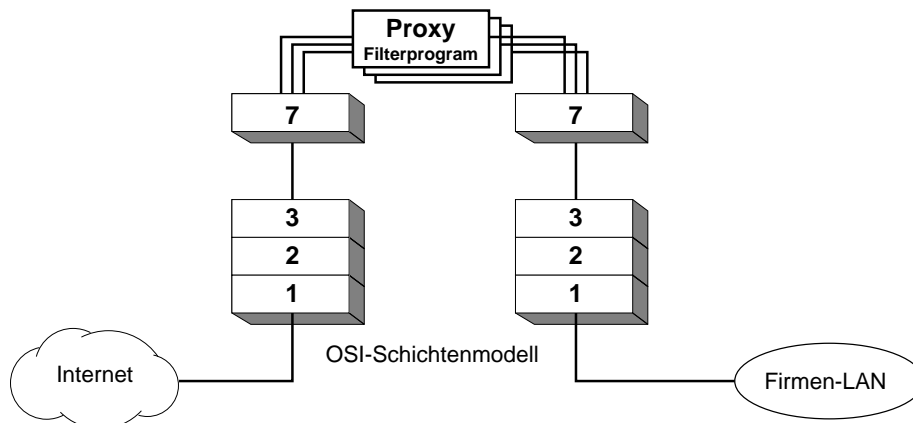 Proxy
Filterprogram
7
7
3
3
2
2
1
1
OSI-Schichtenmodell
Internet
Firmen-LAN